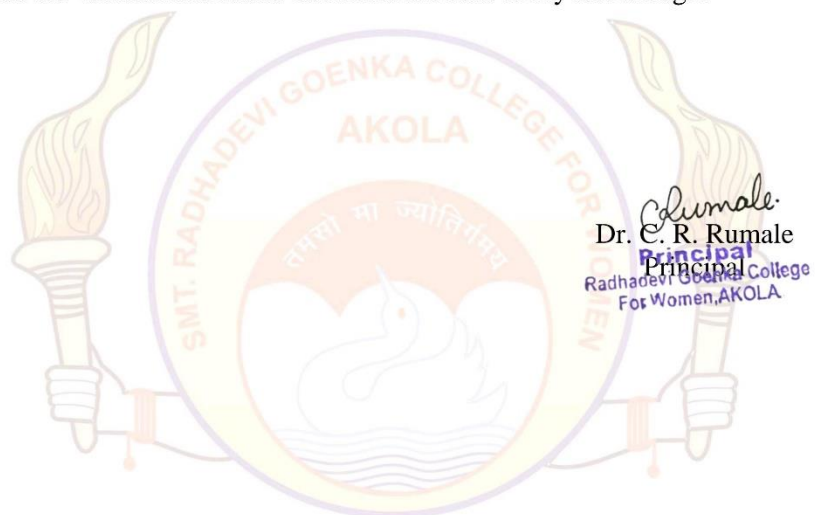 SMT. RADHADEVI GOENKA COLLEGE FOR WOMEN
AKOLA
तमसो मा ज्योतिर्गमय
Rumale.
Dr. C. R. Rumale
Principal
Principal
Radhadevi Goenka College
For Women, AKOLA